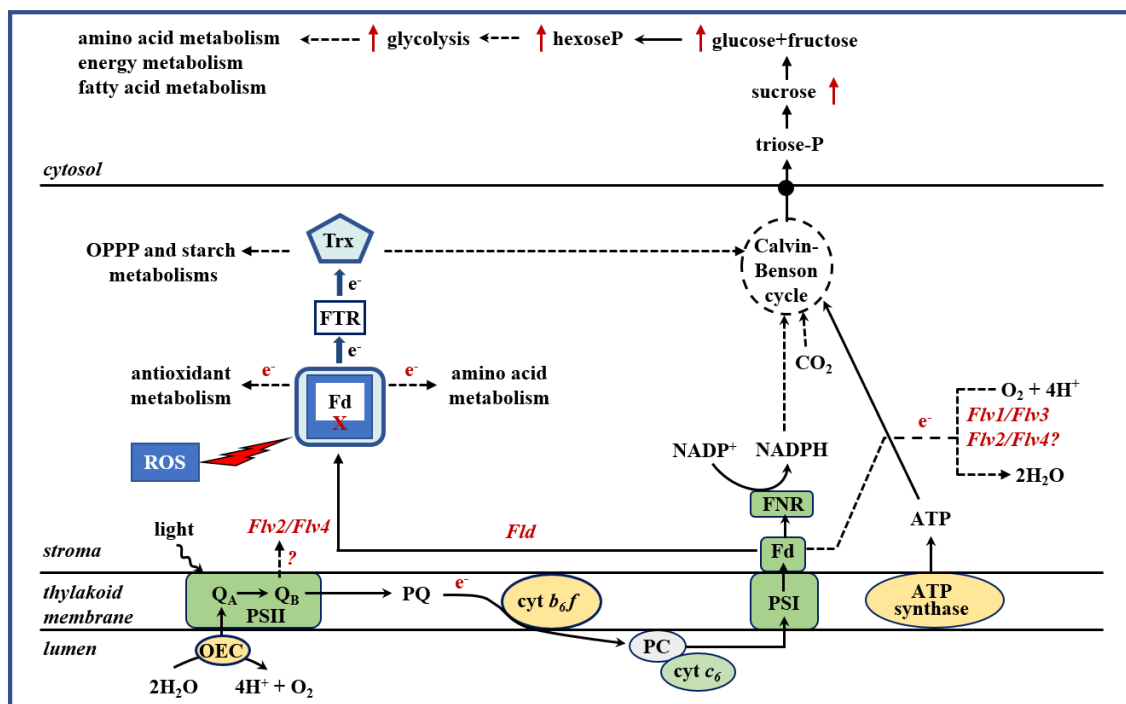 amino acid metabolism
energy metabolism
fatty acid metabolism
glycolysis
hexoseP
glucose+fructose
sucrose
triose-P
cytosol
OPPP and starch
metabolisms
Trx
Calvin-
Benson
cycle
e-
FTR
e-
CO2
antioxidant
metabolism
e-
Fd
X
e-
amino acid
metabolism
ROS
NADP+
NADPH
e-
O2 + 4H+
Flv1/Flv3
Flv2/Flv4?
2H2O
FNR
ATP
light
Flv2/Flv4
?
Fld
Fd
stroma
thylakoid
membrane
QA
QB
PSII
PQ
e-
cyt b6f
PSI
ATP
synthase
lumen
OEC
PC
cyt c6
2H2O
4H+ + O2